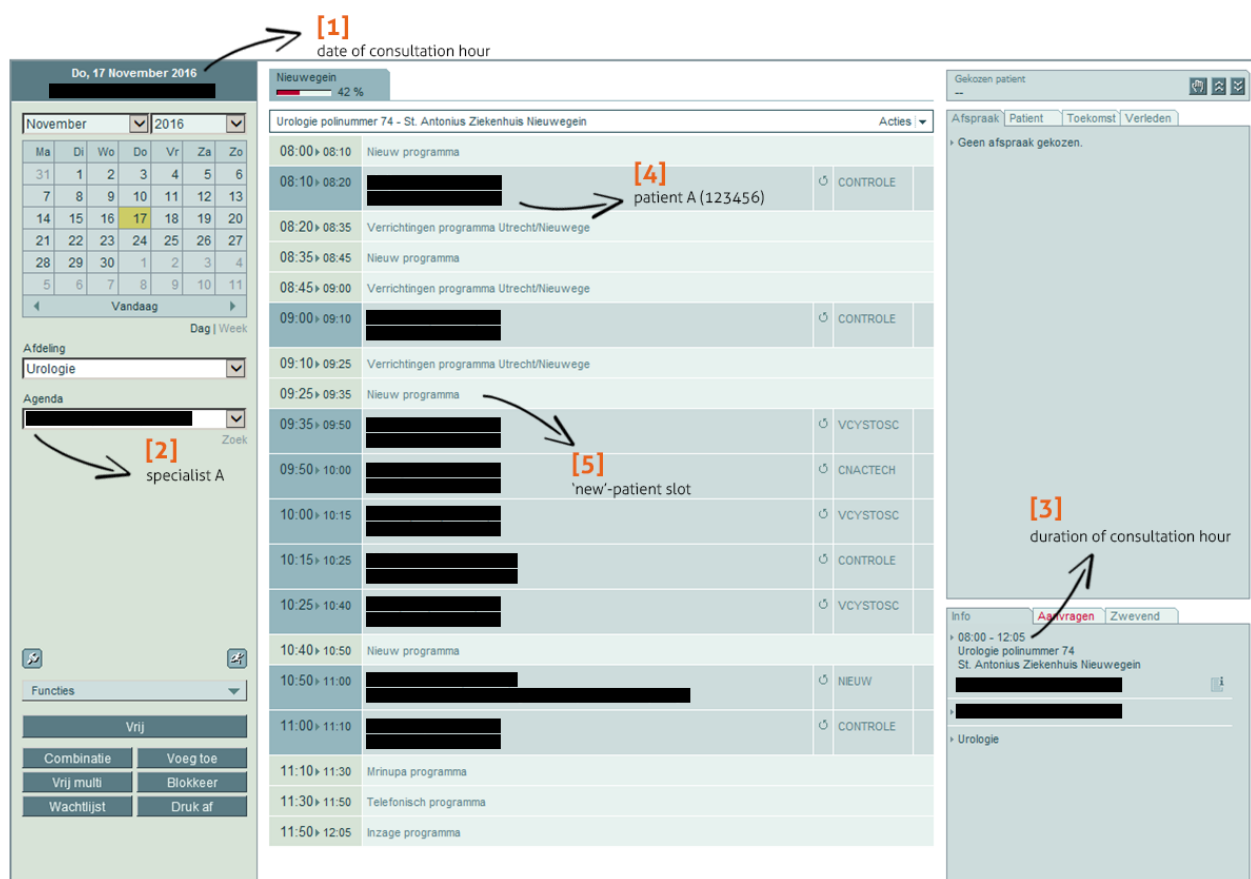 [1]
date of consultation hour
Do, 17 November 2016
November 2016
Ma Di Wo Do Vr Za Zo
31 1 2 3 4 5 6
7 8 9 10 11 12 13
14 15 16 17 18 19 20
21 22 23 24 25 26 27
28 29 30 1 2 3 4
5 6 7 8 9 10 11
Vandaag
Dag | Week
Afdeling
Urologie
Agenda
Zoek
[2]
specialist A
Functies
Vrij
Combinatie Voeg toe
Vrij multi Blokkeer
Wachtlijst Druk af
Nieuwegein
42 %
Urologie polinummer 74 - St. Antonius Ziekenhuis Nieuwegein Acties
08:00 08:10 Nieuw programma
08:10 08:20 CONTROLE
[4]
patient A (123456)
08:20 08:35 Verrichtingen programma Utrecht/Nieuwege
08:35 08:45 Nieuw programma
08:45 09:00 Verrichtingen programma Utrecht/Nieuwege
09:00 09:10 CONTROLE
09:10 09:25 Verrichtingen programma Utrecht/Nieuwege
09:25 09:35 Nieuw programma
09:35 09:50 VCYSTOSC
09:50 10:00 CNACTECH
[5]
'new'-patient slot
10:00 10:15 VCYSTOSC
10:15 10:25 CONTROLE
10:25 10:40 VCYSTOSC
10:40 10:50 Nieuw programma
10:50 11:00 NIEUW
11:00 11:10 CONTROLE
11:10 11:30 Mrinupa programma
11:30 11:50 Telefonisch programma
11:50 12:05 Inzage programma
Gekozen patient
--
Afspraak Patient Toekomst Verleden
Geen afspraak gekozen.
[3]
duration of consultation hour
Info Aanvragen Zwevend
08:00 - 12:05
Urologie polinummer 74
St. Antonius Ziekenhuis Nieuwegein
Urologie